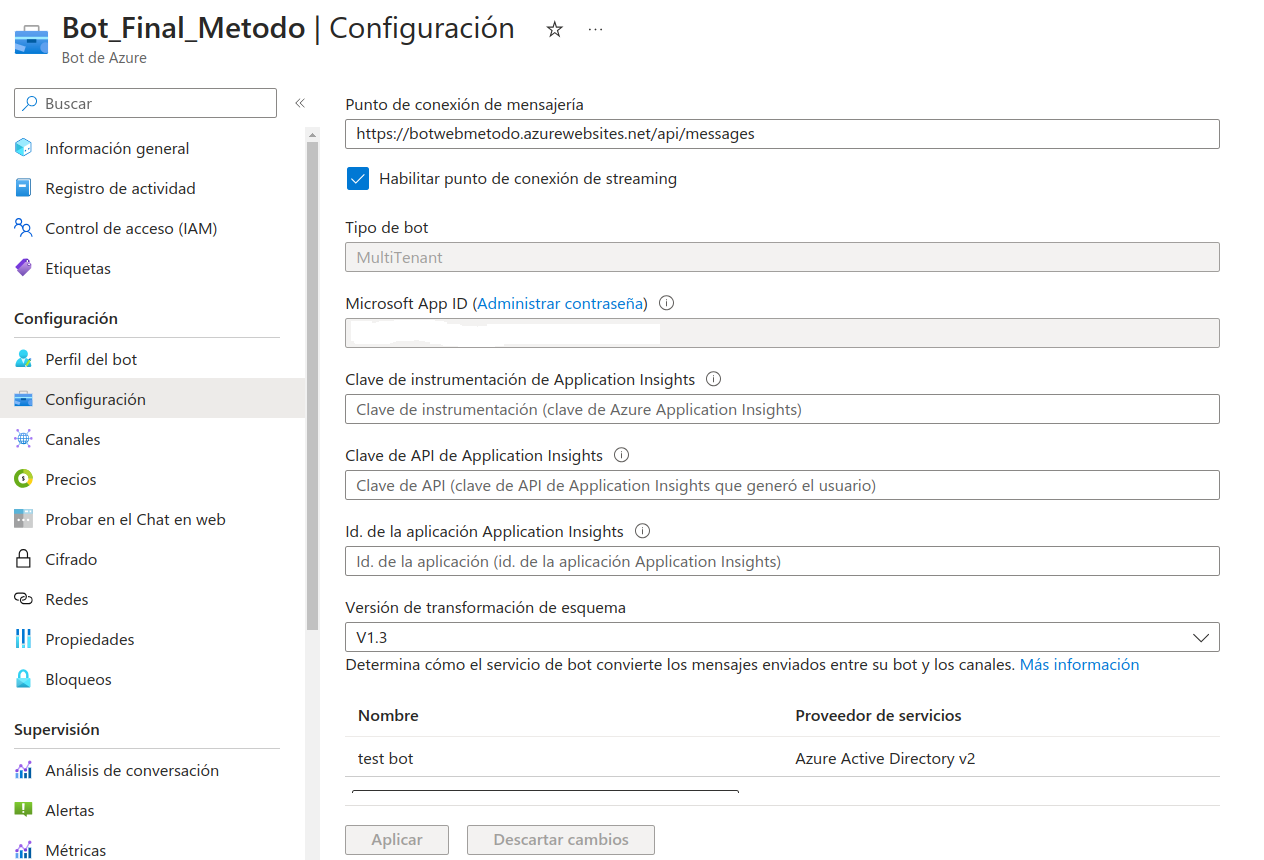 Bot_Final_Metodo | Configuración
Bot de Azure
Buscar
Información general
Registro de actividad
Control de acceso (IAM)
Etiquetas
Configuración
Perfil del bot
Configuración
Canales
Precios
Probar en el Chat en web
Cifrado
Redes
Propiedades
Bloqueos
Supervisión
Análisis de conversación
Alertas
Métricas
Punto de conexión de mensajería
https://botwebmetodo.azurewebsites.net/api/messages
Habilitar punto de conexión de streaming
Tipo de bot
MultiTenant
Microsoft App ID (Administrar contraseña)
Clave de instrumentación de Application Insights
Clave de instrumentación (clave de Azure Application Insights)
Clave de API de Application Insights
Clave de API (clave de API de Application Insights que generó el usuario)
Id. de la aplicación Application Insights
Id. de la aplicación (id. de la aplicación Application Insights)
Versión de transformación de esquema
V1.3
Determina cómo el servicio de bot convierte los mensajes enviados entre su bot y los canales. Más información
Nombre Proveedor de servicios
test bot Azure Active Directory v2
Aplicar Descartar cambios